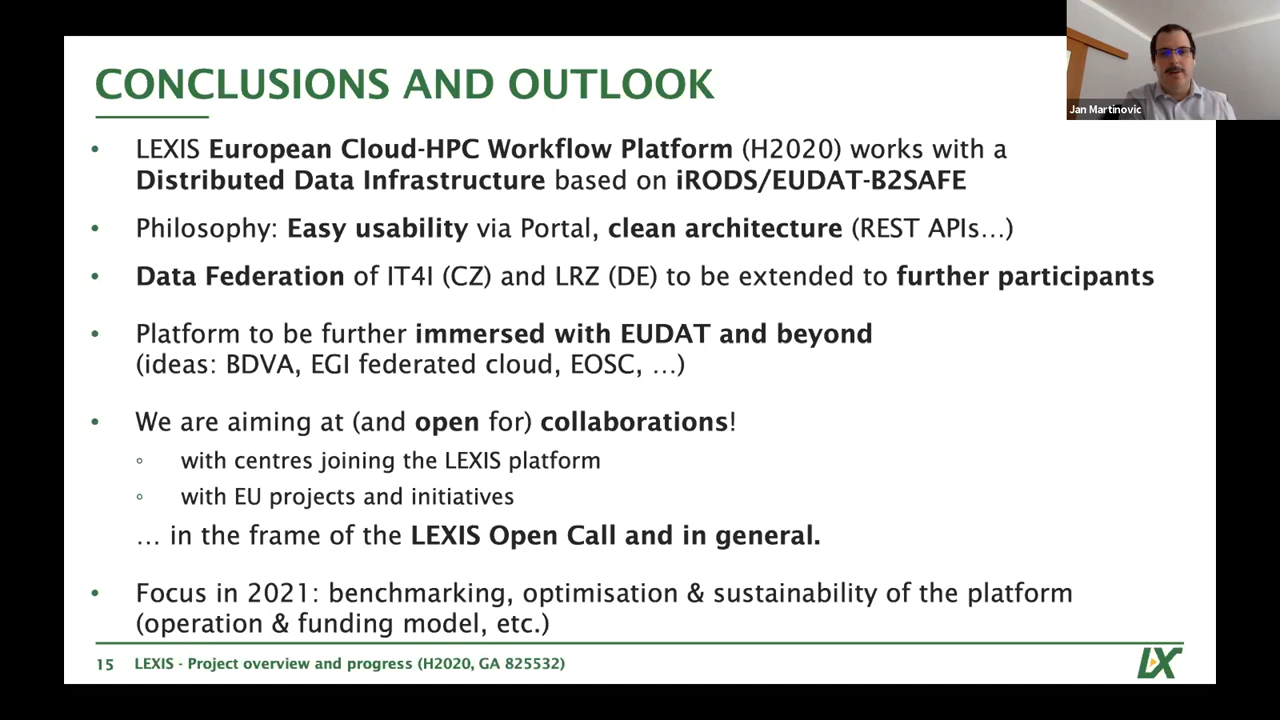 CONCLUSIONS AND OUTLOOK
Jan Martinovic
• LEXIS European Cloud-HPC Workflow Platform (H2020) works with a
Distributed Data Infrastructure based on iRODS/EUDAT-B2SAFE
• Philosophy: Easy usability via Portal, clean architecture (REST APIs…)
• Data Federation of IT4I (CZ) and LRZ (DE) to be extended to further participants
• Platform to be further immersed with EUDAT and beyond
(ideas: BDVA, EGI federated cloud, EOSC, …)
• We are aiming at (and open for) collaborations!
◦ with centres joining the LEXIS platform
◦ with EU projects and initiatives
… in the frame of the LEXIS Open Call and in general.
• Focus in 2021: benchmarking, optimisation & sustainability of the platform
(operation & funding model, etc.)
15 LEXIS - Project overview and progress (H2020, GA 825532)
LX